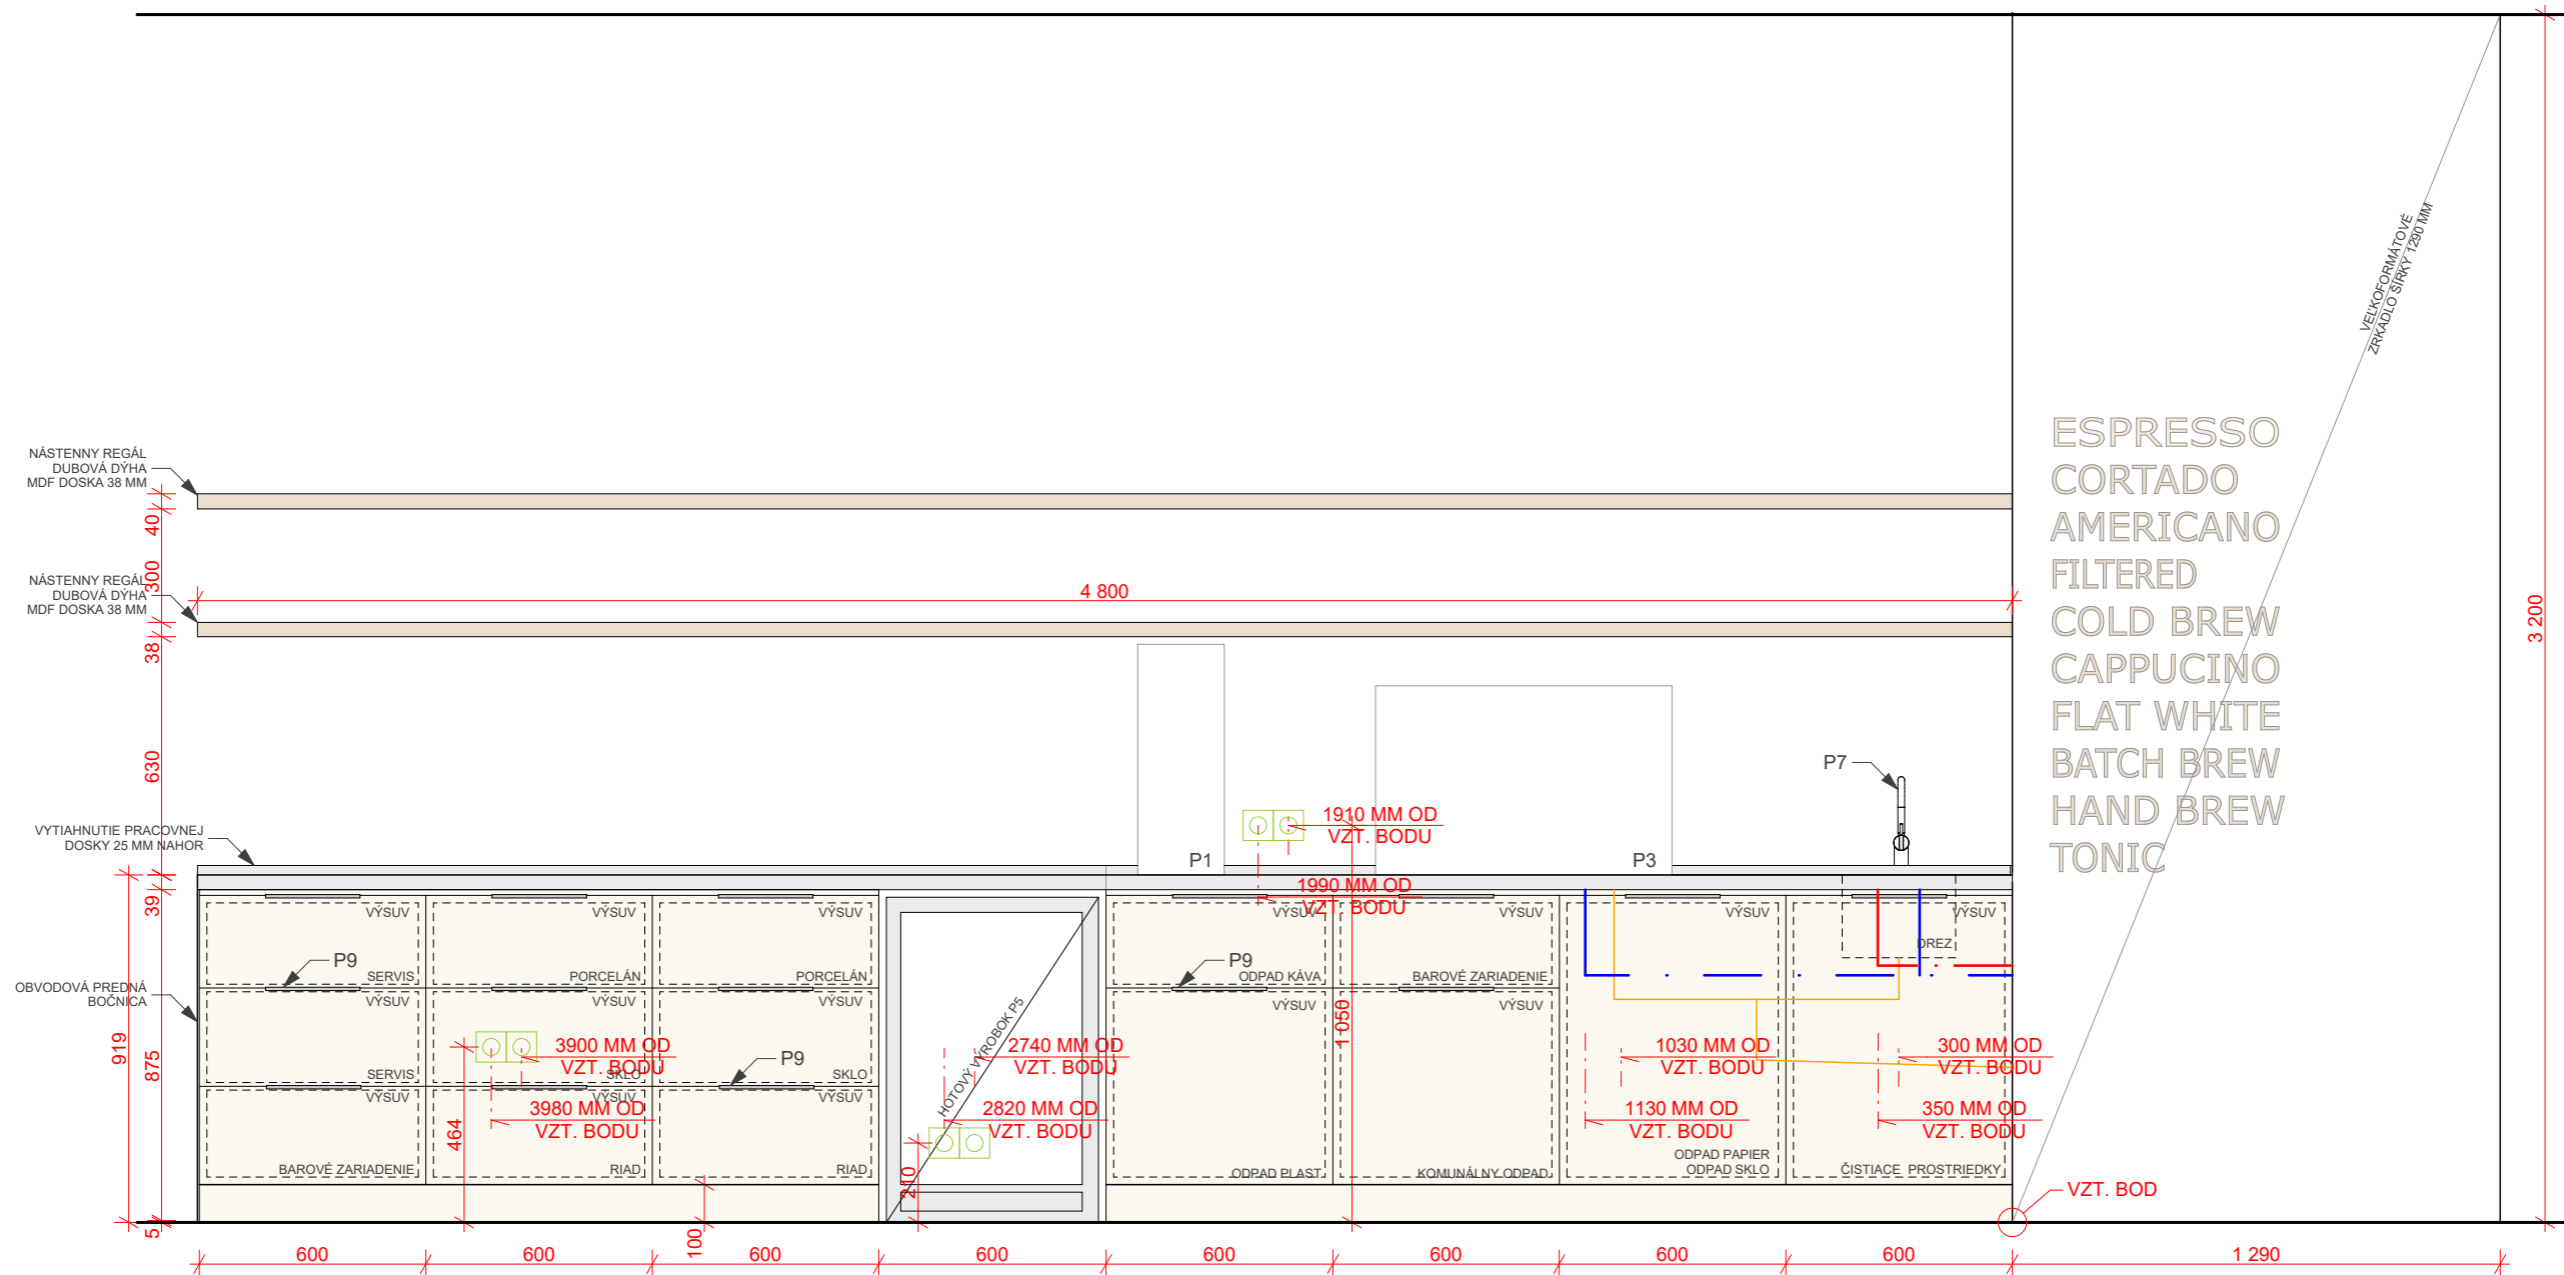 VEĽKOFORMÁTOVÉ
ZRKADLO ŠÍRKY 1290 MM
ESPRESSO
CORTADO
AMERICANO
FILTERED
COLD BREW
CAPPUCINO
FLAT WHITE
BATCH BREW
HAND BREW
TONIC
3 200
NÁSTENNY REGÁL
DUBOVÁ DÝHA
MDF DOSKA 38 MM
40
300
NÁSTENNY REGÁL
DUBOVÁ DÝHA
MDF DOSKA 38 MM
4 800
38
630
P7
1910 MM OD
VZT. BODU
VYTIAHNUTIE PRACOVNEJ
DOSKY 25 MM NAHOR
P1
P3
1990 MM OD
VZT. BODU
39
VÝSUV
VÝSUV
VÝSUV
VÝSUV
VÝSUV
VÝSUV
VÝSUV
DREZ
P9
P9
SERVIS
PORCELÁN
PORCELÁN
ODPAD KÁVA
BAROVÉ ZARIADENIE
OBVODOVÁ PREDNÁ
BOČNICA
VÝSUV
VÝSUV
VÝSUV
VÝSUV
VÝSUV
919
875
1 050
HOTOVÝ VÝROBOK P5
3900 MM OD
VZT. BODU
P9
2740 MM OD
VZT. BODU
1030 MM OD
VZT. BODU
300 MM OD
VZT. BODU
SERVIS
SKLO
SKLO
VÝSUV
VÝSUV
VÝSUV
464
3980 MM OD
VZT. BODU
2820 MM OD
VZT. BODU
1130 MM OD
VZT. BODU
350 MM OD
VZT. BODU
BAROVÉ ZARIADENIE
RIAD
RIAD
210
ODPAD PLAST
KOMUNÁLNY ODPAD
ODPAD PAPIER
ODPAD SKLO
ČISTIACE PROSTRIEDKY
VZT. BOD
5
100
600
600
600
600
600
600
600
600
1 290